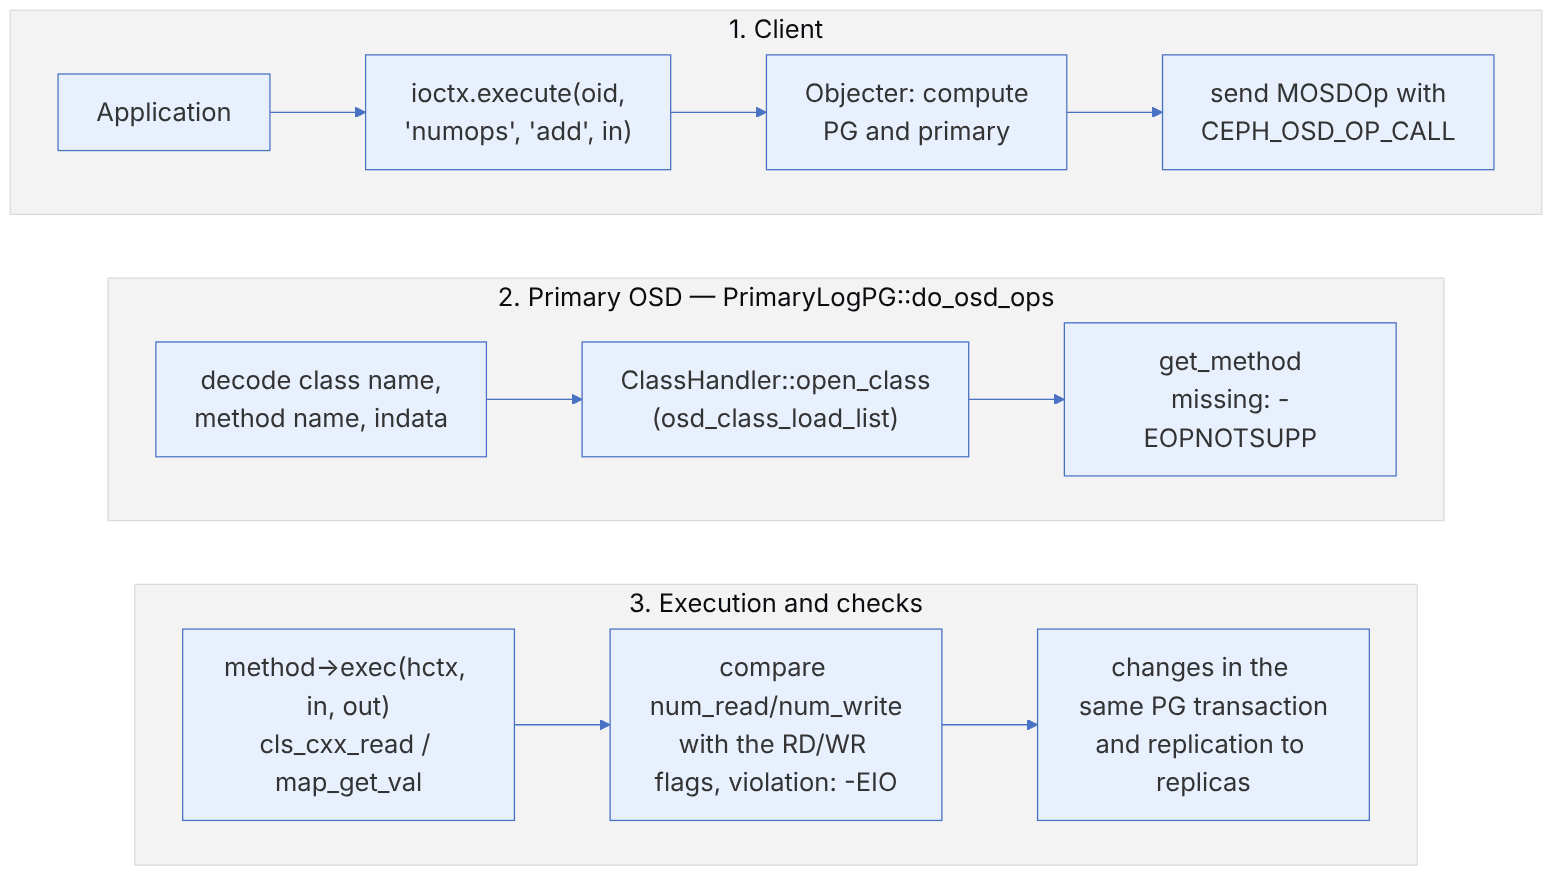 1. Client
Application
ioctx.execute(oid,
'numops', 'add', in)
Objecter: compute
PG and primary
send MOSDOp with
CEPH_OSD_OP_CALL
2. Primary OSD — PrimaryLogPG::do_osd_ops
decode class name,
method name, indata
ClassHandler::open_class
(osd_class_load_list)
get_method
missing: -
EOPNOTSUPP
3. Execution and checks
method→exec(hctx,
in, out)
cls_cxx_read /
map_get_val
compare
num_read/num_write
with the RD/WR
flags, violation: -EIO
changes in the
same PG transaction
and replication to
replicas